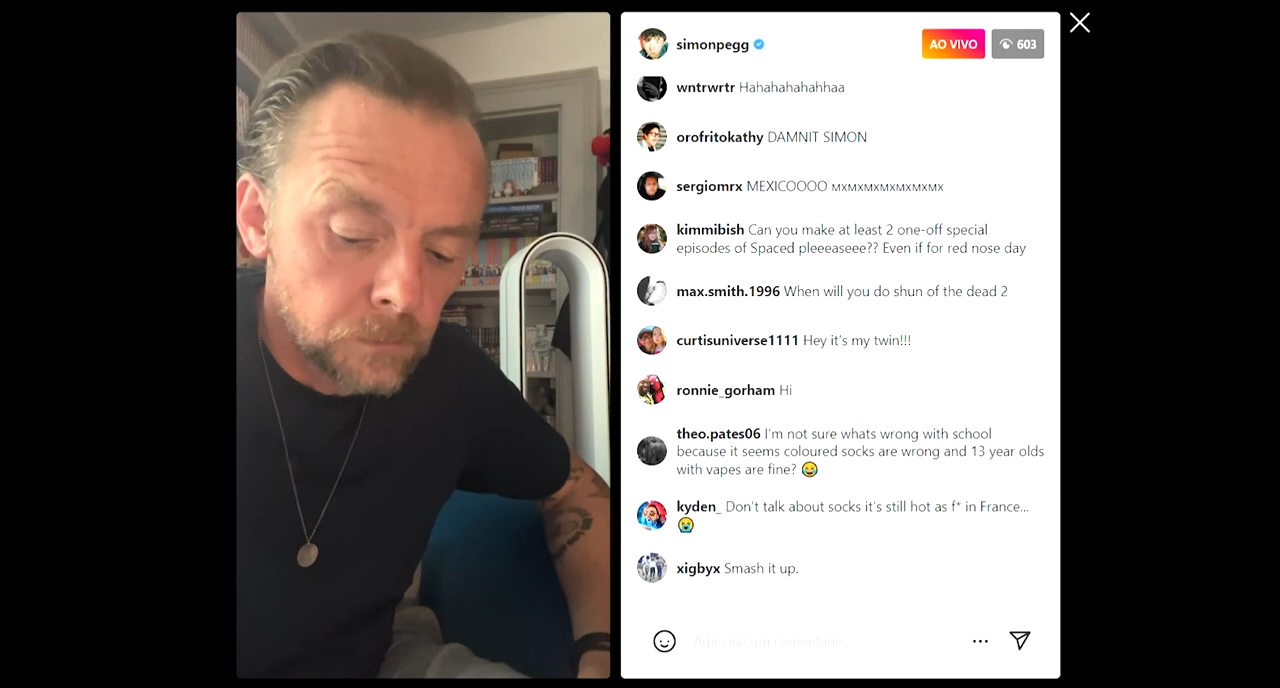 simonpegg
AO VIVO
603
wntrwrtr Hahahahahahhaa
orofritokathy DAMNIT SIMON
sergiomrx MEXICOOOO мxмxмxмxмxмxмx
kimmibish Can you make at least 2 one-off special
episodes of Spaced pleeeaseee?? Even if for red nose day
max.smith.1996 When will you do shun of the dead 2
curtisuniverse1111 Hey it's my twin!!!
ronnie_gorham Hi
theo.pates06 I'm not sure whats wrong with school
because it seems coloured socks are wrong and 13 year olds
with vapes are fine? 😂
kyden_ Don't talk about socks it's still hot as f* in France...
😭
xigbyx Smash it up.
Adicione um comentário...